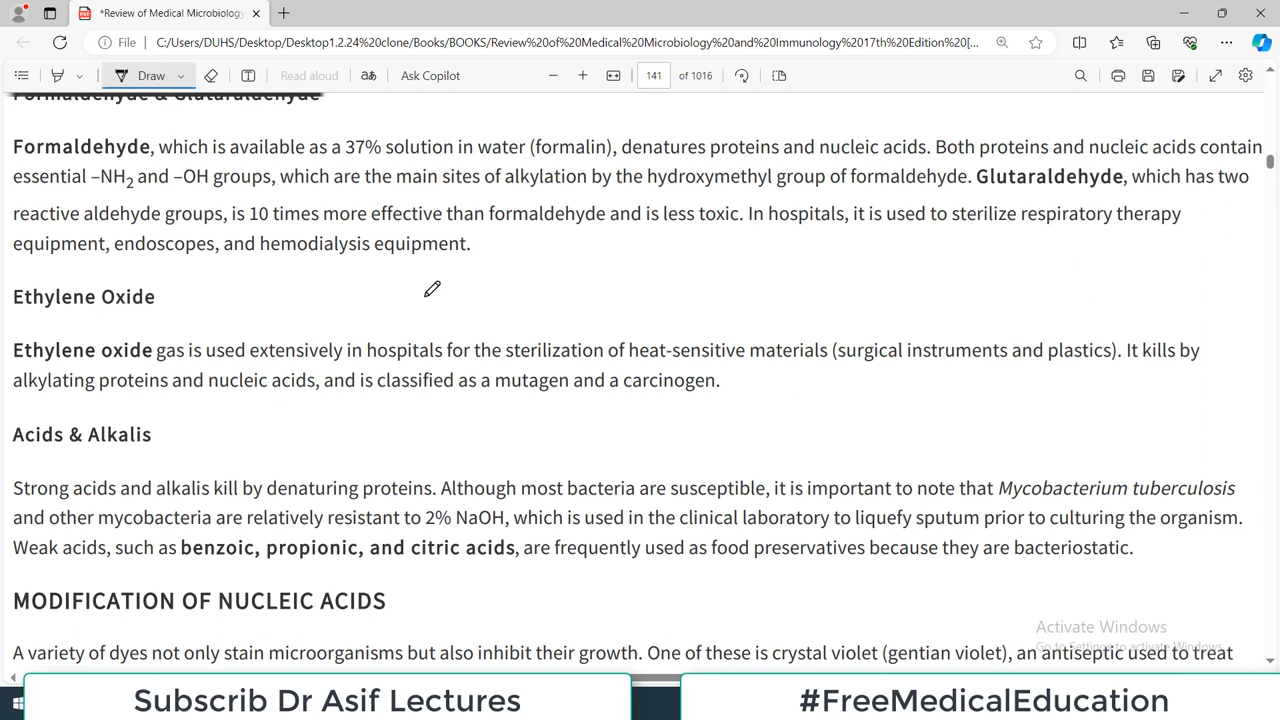 *Review of Medical Microbiology
File
C:/Users/DUHS/Desktop/Desktop1.2.24%20clone/Books/BOOKS/Review%20of%20Medical%20Microbiology%20and%20Immunology%2017th%20Edition%20[...
Draw
Read aloud
Ask Copilot
141 of 1016
Formaldehyde & Glutaraldehyde
Formaldehyde, which is available as a 37% solution in water (formalin), denatures proteins and nucleic acids. Both proteins and nucleic acids contain
essential –NH2 and –OH groups, which are the main sites of alkylation by the hydroxymethyl group of formaldehyde. Glutaraldehyde, which has two
reactive aldehyde groups, is 10 times more effective than formaldehyde and is less toxic. In hospitals, it is used to sterilize respiratory therapy
equipment, endoscopes, and hemodialysis equipment.
Ethylene Oxide
Ethylene oxide gas is used extensively in hospitals for the sterilization of heat-sensitive materials (surgical instruments and plastics). It kills by
alkylating proteins and nucleic acids, and is classified as a mutagen and a carcinogen.
Acids & Alkalis
Strong acids and alkalis kill by denaturing proteins. Although most bacteria are susceptible, it is important to note that Mycobacterium tuberculosis
and other mycobacteria are relatively resistant to 2% NaOH, which is used in the clinical laboratory to liquefy sputum prior to culturing the organism.
Weak acids, such as benzoic, propionic, and citric acids, are frequently used as food preservatives because they are bacteriostatic.
MODIFICATION OF NUCLEIC ACIDS
Activate Windows
Go to Settings to activate Windows.
A variety of dyes not only stain microorganisms but also inhibit their growth. One of these is crystal violet (gentian violet), an antiseptic used to treat
Subscrib Dr Asif Lectures
#FreeMedicalEducation